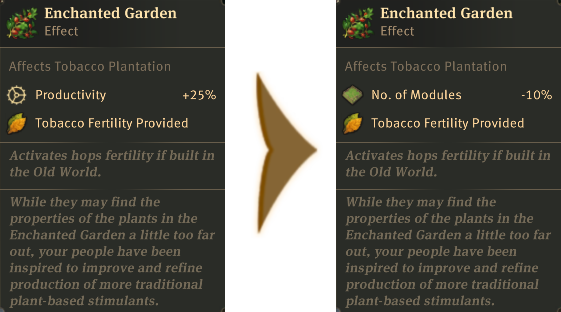 Enchanted Garden
Effect
Affects Tobacco Plantation
Productivity +25%
Tobacco Fertility Provided
Activates hops fertility if built in
the Old World.
While they may find the
properties of the plants in the
Enchanted Garden a little too far
out, your people have been
inspired to improve and refine
production of more traditional
plant-based stimulants.
Enchanted Garden
Effect
Affects Tobacco Plantation
No. of Modules -10%
Tobacco Fertility Provided
Activates hops fertility if built in
the Old World.
While they may find the
properties of the plants in the
Enchanted Garden a little too far
out, your people have been
inspired to improve and refine
production of more traditional
plant-based stimulants.